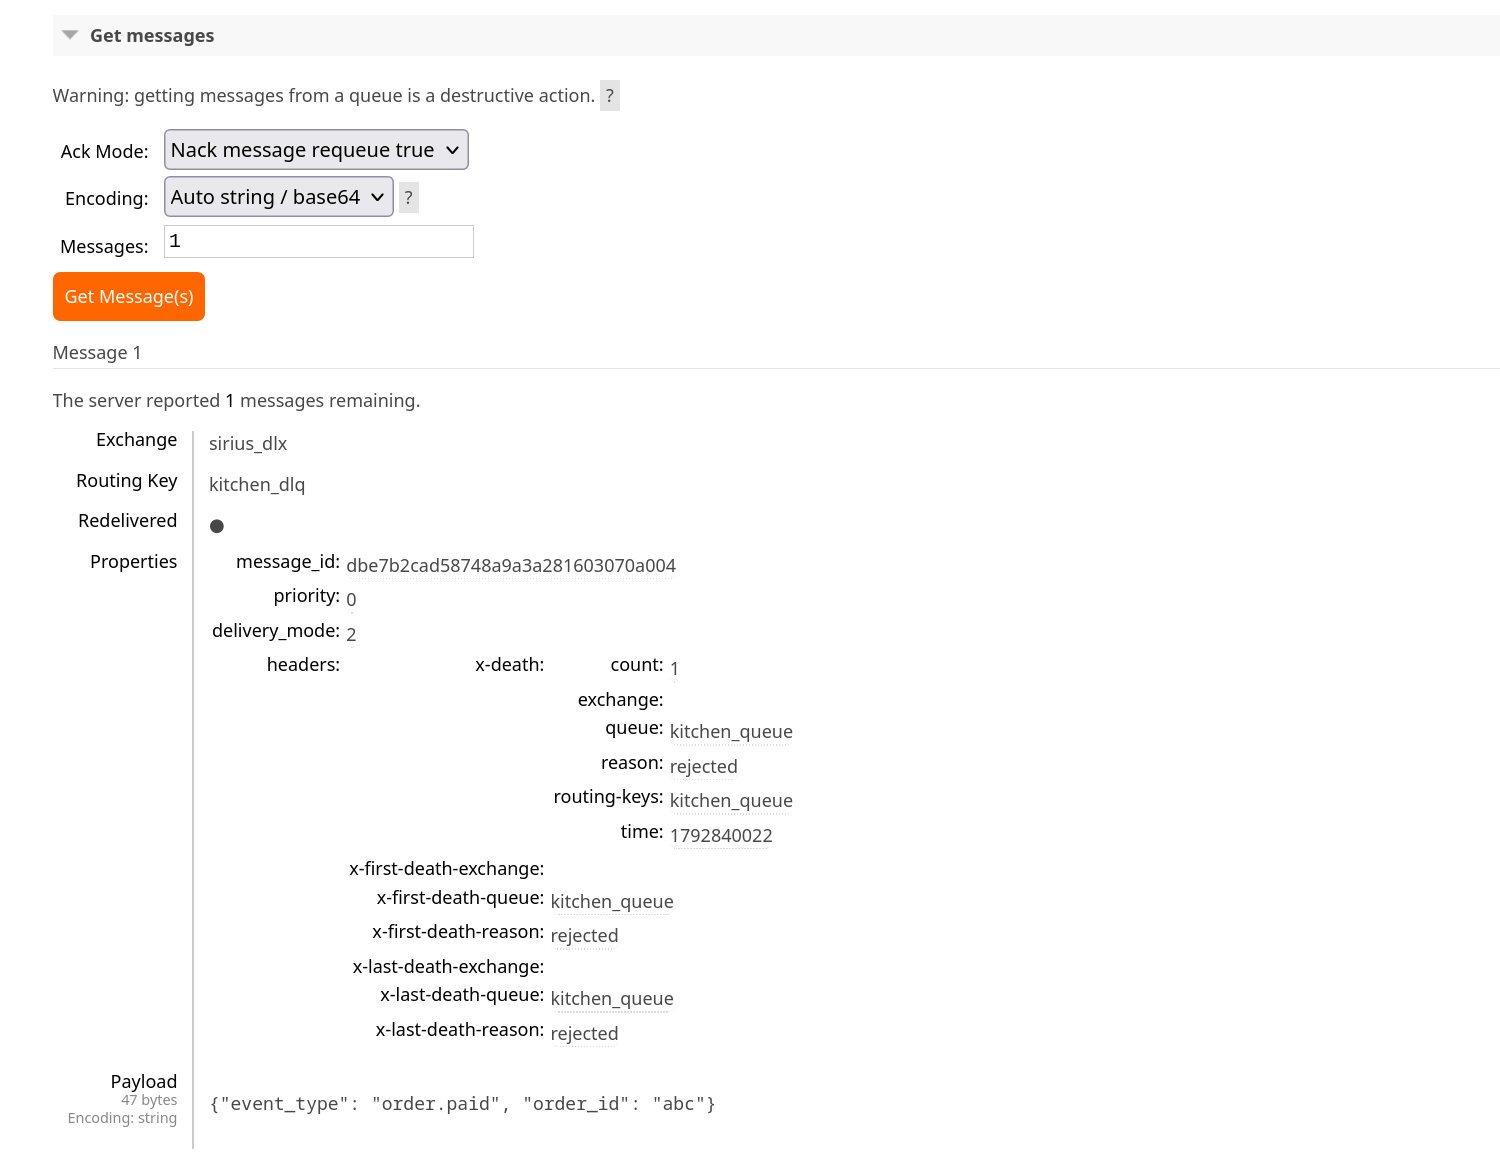 Get messages
Warning: getting messages from a queue is a destructive action. ?
Ack Mode: Nack message requeue true
Encoding: Auto string / base64 ?
Messages: 1
Get Message(s)
Message 1
The server reported 1 messages remaining.
Exchange sirius_dlx
Routing Key kitchen_dlq
Redelivered ●
Properties message_id: dbe7b2cad58748a9a3a281603070a004
priority: 0
delivery_mode: 2
headers: x-death: count: 1
exchange:
queue: kitchen_queue
reason: rejected
routing-keys: kitchen_queue
time: 1792840022
x-first-death-exchange:
x-first-death-queue: kitchen_queue
x-first-death-reason: rejected
x-last-death-exchange:
x-last-death-queue: kitchen_queue
x-last-death-reason: rejected
Payload
47 bytes
Encoding: string
{"event_type": "order.paid", "order_id": "abc"}